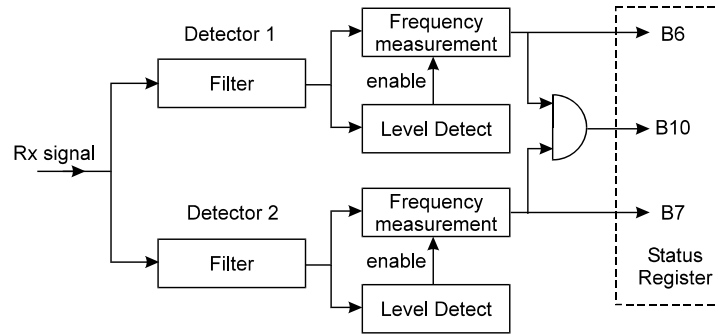 Detector 1
Filter
Frequency
measurement
enable
Level Detect
Rx signal
Detector 2
Filter
Frequency
measurement
enable
Level Detect
B6
B10
B7
Status
Register